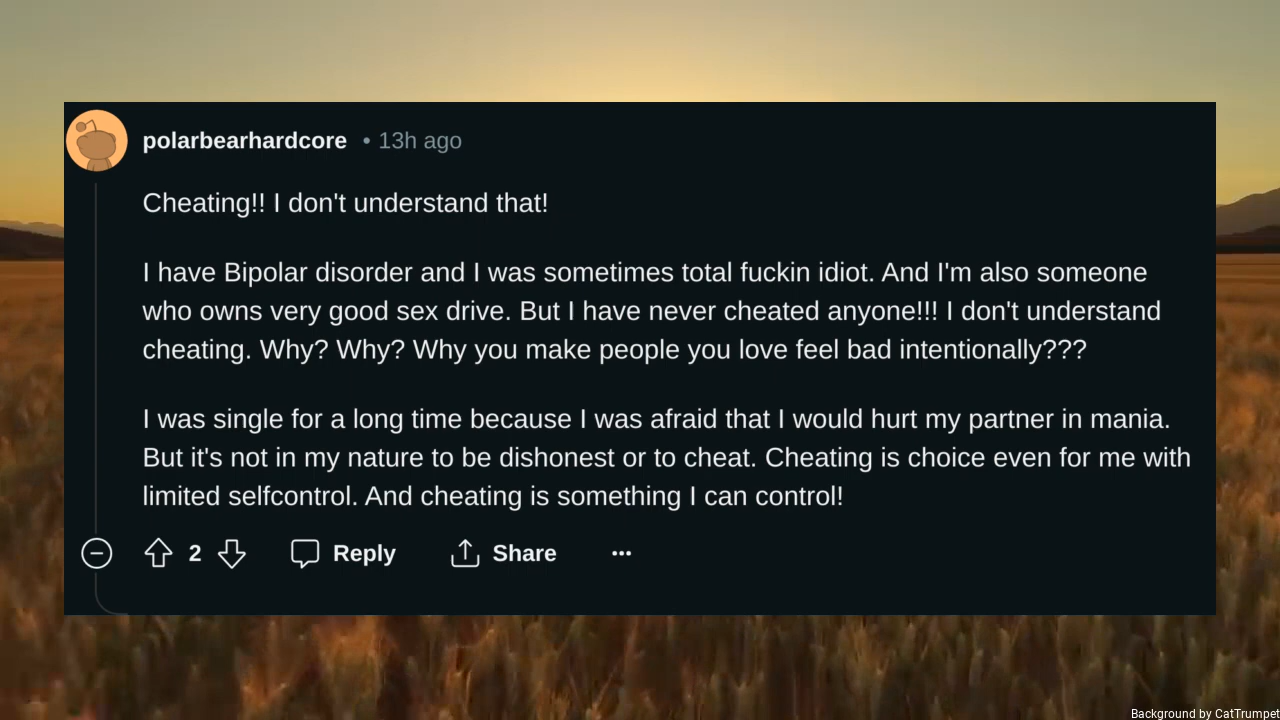 polarbearhardcore • 13h ago
Cheating!! I don't understand that!
I have Bipolar disorder and I was sometimes total fuckin idiot. And I'm also someone
who owns very good sex drive. But I have never cheated anyone!!! I don't understand
cheating. Why? Why? Why you make people you love feel bad intentionally???
I was single for a long time because I was afraid that I would hurt my partner in mania.
But it's not in my nature to be dishonest or to cheat. Cheating is choice even for me with
limited selfcontrol. And cheating is something I can control!
2 Reply Share ...
Background by CatTrumpet